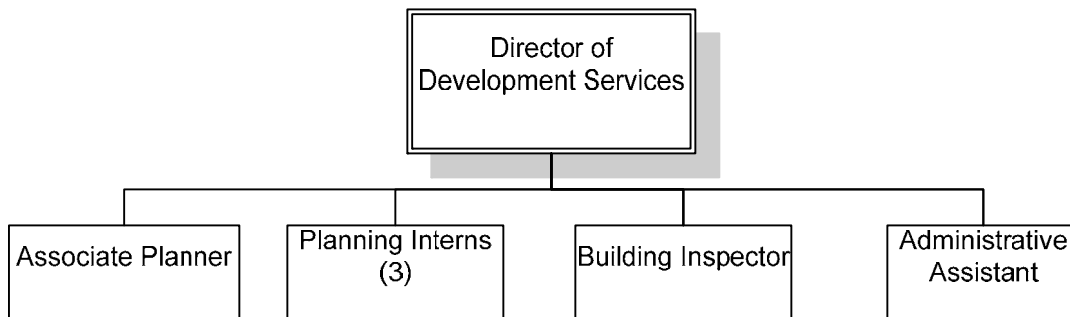 Director of
Development Services
Associate Planner
Planning Interns
(3)
Building Inspector
Administrative
Assistant